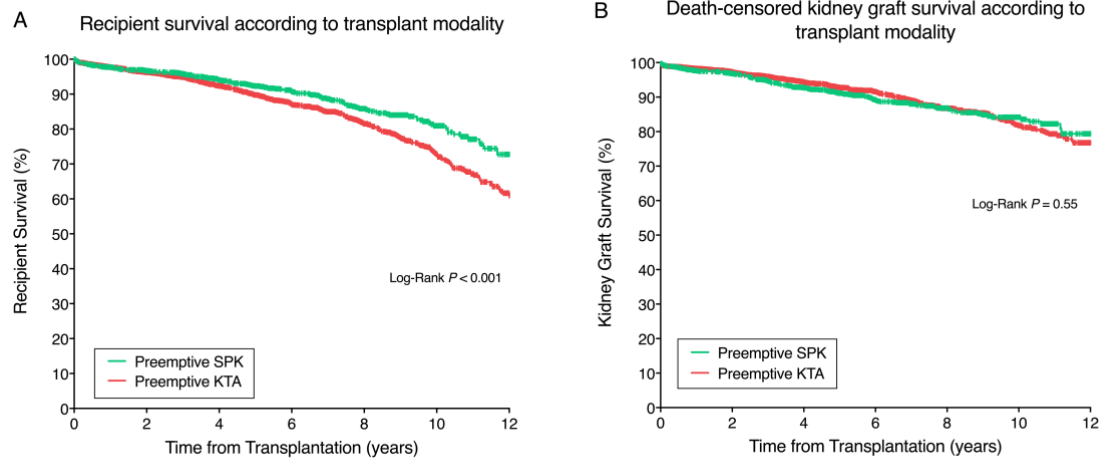 A
Recipient survival according to transplant modality
100
90
80
70
60
50
40
30
20
10
0
Recipient Survival (%)
Log-Rank P < 0.001
Preemptive SPK
Preemptive KTA
0 2 4 6 8 10 12
Time from Transplantation (years)
B
Death-censored kidney graft survival according to
transplant modality
100
90
80
70
60
50
40
30
20
10
0
Kidney Graft Survival (%)
Log-Rank P = 0.55
Preemptive SPK
Preemptive KTA
0 2 4 6 8 10 12
Time from Transplantation (years)